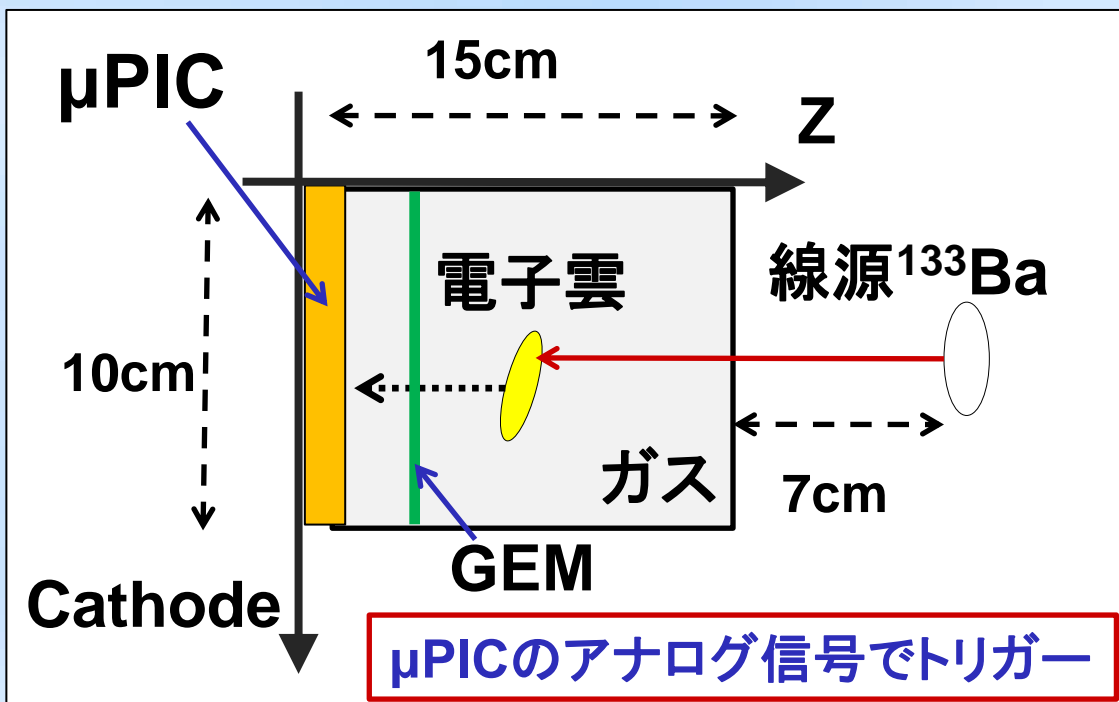 15cm
μPIC
Z
電子雲
線源¹³³Ba
10cm
ガス
7cm
GEM
Cathode
μPICのアナログ信号でトリガー